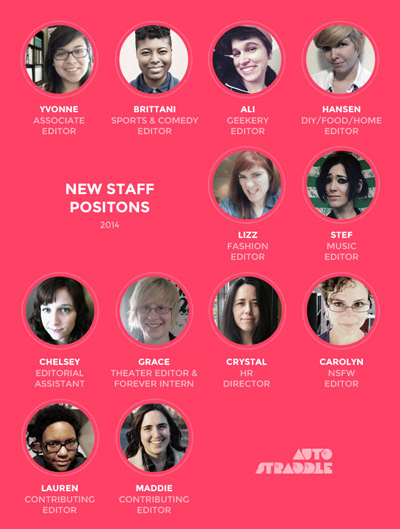 YVONNE
ASSOCIATE
EDITOR
BRITTANI
SPORTS & COMEDY
EDITOR
ALI
GEEKERY
EDITOR
HANSEN
DIY/FOOD/HOME
EDITOR
NEW STAFF
POSITONS
2014
LIZZ
FASHION
EDITOR
STEF
MUSIC
EDITOR
CHELSEY
EDITORIAL
ASSISTANT
GRACE
THEATER EDITOR &
FOREVER INTERN
CRYSTAL
HR
DIRECTOR
CAROLYN
NSFW
EDITOR
LAUREN
CONTRIBUTING
EDITOR
MADDIE
CONTRIBUTING
EDITOR
AUTO
STRADDLE